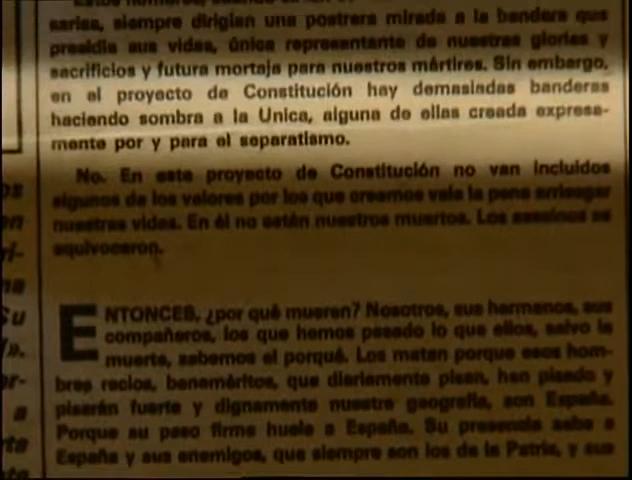 sarias, siempre dirigían una postrera mirada a la bandera que
presidía sus vidas, única representante de nuestras glorias y
sacrificios y futura mortaja para nuestros mártires. Sin embargo,
en el proyecto de Constitución hay demasiadas banderas
haciendo sombra a la Unica, alguna de ellas creada expresa-
mente por y para el separatismo.
No. En este proyecto de Constitución no van incluidos
algunos de los valores por los que creemos vale la pena arriesgar
nuestras vidas. En él no están nuestros muertos. Los asesinos se
equivocaron.
ENTONCES, ¿por qué mueren? Nosotros, sus hermanos, sus
compañeros, los que hemos pasado lo que ellos, salvo la
muerte, sabemos el porqué. Los matan porque esos hom-
bres recios, beneméritos, que diariamente pisan, han pisado y
pisarán fuerte y dignamente nuestra geografía, son España.
Porque su paso firme huele a España. Su presencia sabe a
España y sus enemigos, que siempre son los de la Patria, y sus